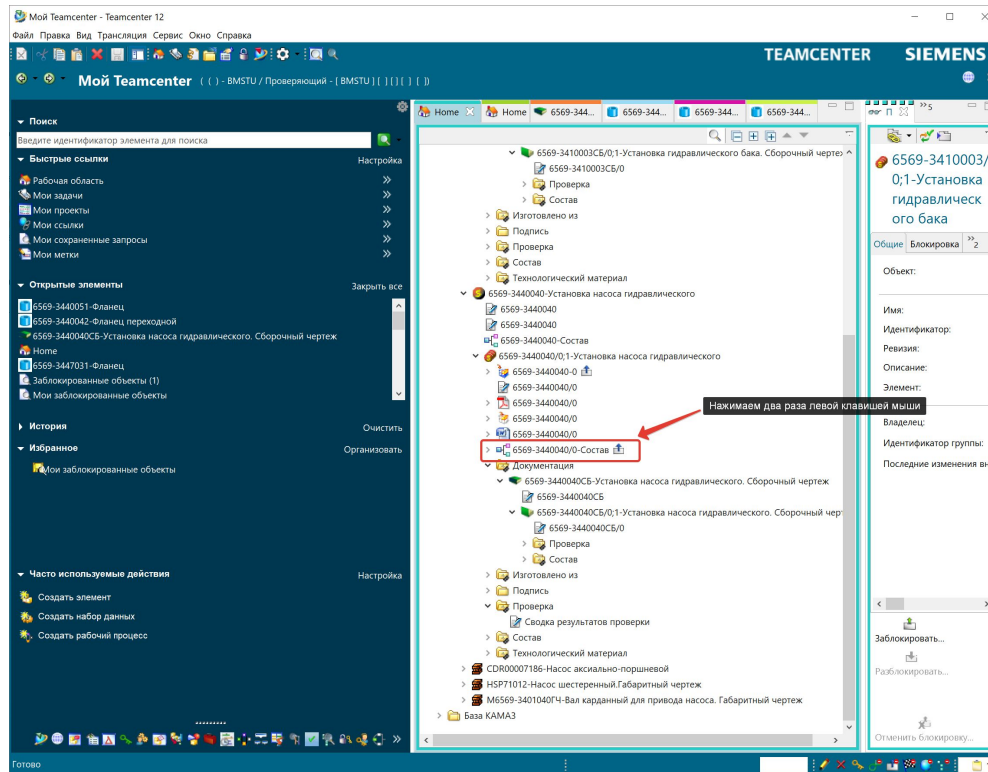 Мой Teamcenter - Teamcenter 12
Файл Правка Вид Трансляция Сервис Окно Справка
TEAMCENTER SIEMENS
Мой Teamcenter ( ( ) - BMSTU / Проверяющий - [ BMSTU ] [ ] [ ] [ ] [ ])
Поиск
Введите идентификатор элемента для поиска
Быстрые ссылки Настройка
Рабочая область
Мои задачи
Мои проекты
Мои ссылки
Мои сохраненные запросы
Мои метки
Открытые элементы Закрыть все
6569-3440051-Фланец
6569-3440042-Фланец переходной
6569-3440040СБ-Установка насоса гидравлического. Сборочный чертеж
Home
6569-3447031-Фланец
Заблокированные объекты (1)
Мои заблокированные объекты
История Очистить
Избранное Организовать
Мои заблокированные объекты
Часто используемые действия Настройка
Создать элемент
Создать набор данных
Создать рабочий процесс
Готово
Home Home 6569-344... 6569-344... 6569-344... 6569-344...
6569-3410003СБ/0;1-Установка гидравлического бака. Сборочный чертеж
6569-3410003СБ/0
Проверка
Состав
Изготовлено из
Подпись
Проверка
Состав
Технологический материал
6569-3440040-Установка насоса гидравлического
6569-3440040
6569-3440040
6569-3440040-Состав
6569-3440040/0;1-Установка насоса гидравлического
6569-3440040-0
6569-3440040/0
6569-3440040/0
6569-3440040/0
6569-3440040/0
6569-3440040/0-Состав
Нажимаем два раза левой клавишей мыши
Документация
6569-3440040СБ-Установка насоса гидравлического. Сборочный чертеж
6569-3440040СБ
6569-3440040СБ/0;1-Установка насоса гидравлического. Сборочный чер
6569-3440040СБ/0
Проверка
Состав
Изготовлено из
Подпись
Проверка
Сводка результатов проверки
Состав
Технологический материал
CDR00007186-Насос аксиально-поршневой
HSP71012-Насос шестеренный.Габаритный чертеж
М6569-3401040ГЧ-Вал карданный для привода насоса. Габаритный чертеж
База КАМАЗ
5
6569-3410003/
0;1-Установка
гидравлическ
ого бака
Общие Блокировка 2
Объект:
Имя:
Идентификатор:
Ревизия:
Описание:
Элемент:
Владелец:
Идентификатор группы:
Последние изменения вн
Заблокировать...
Разблокировать...
Отменить блокировку...